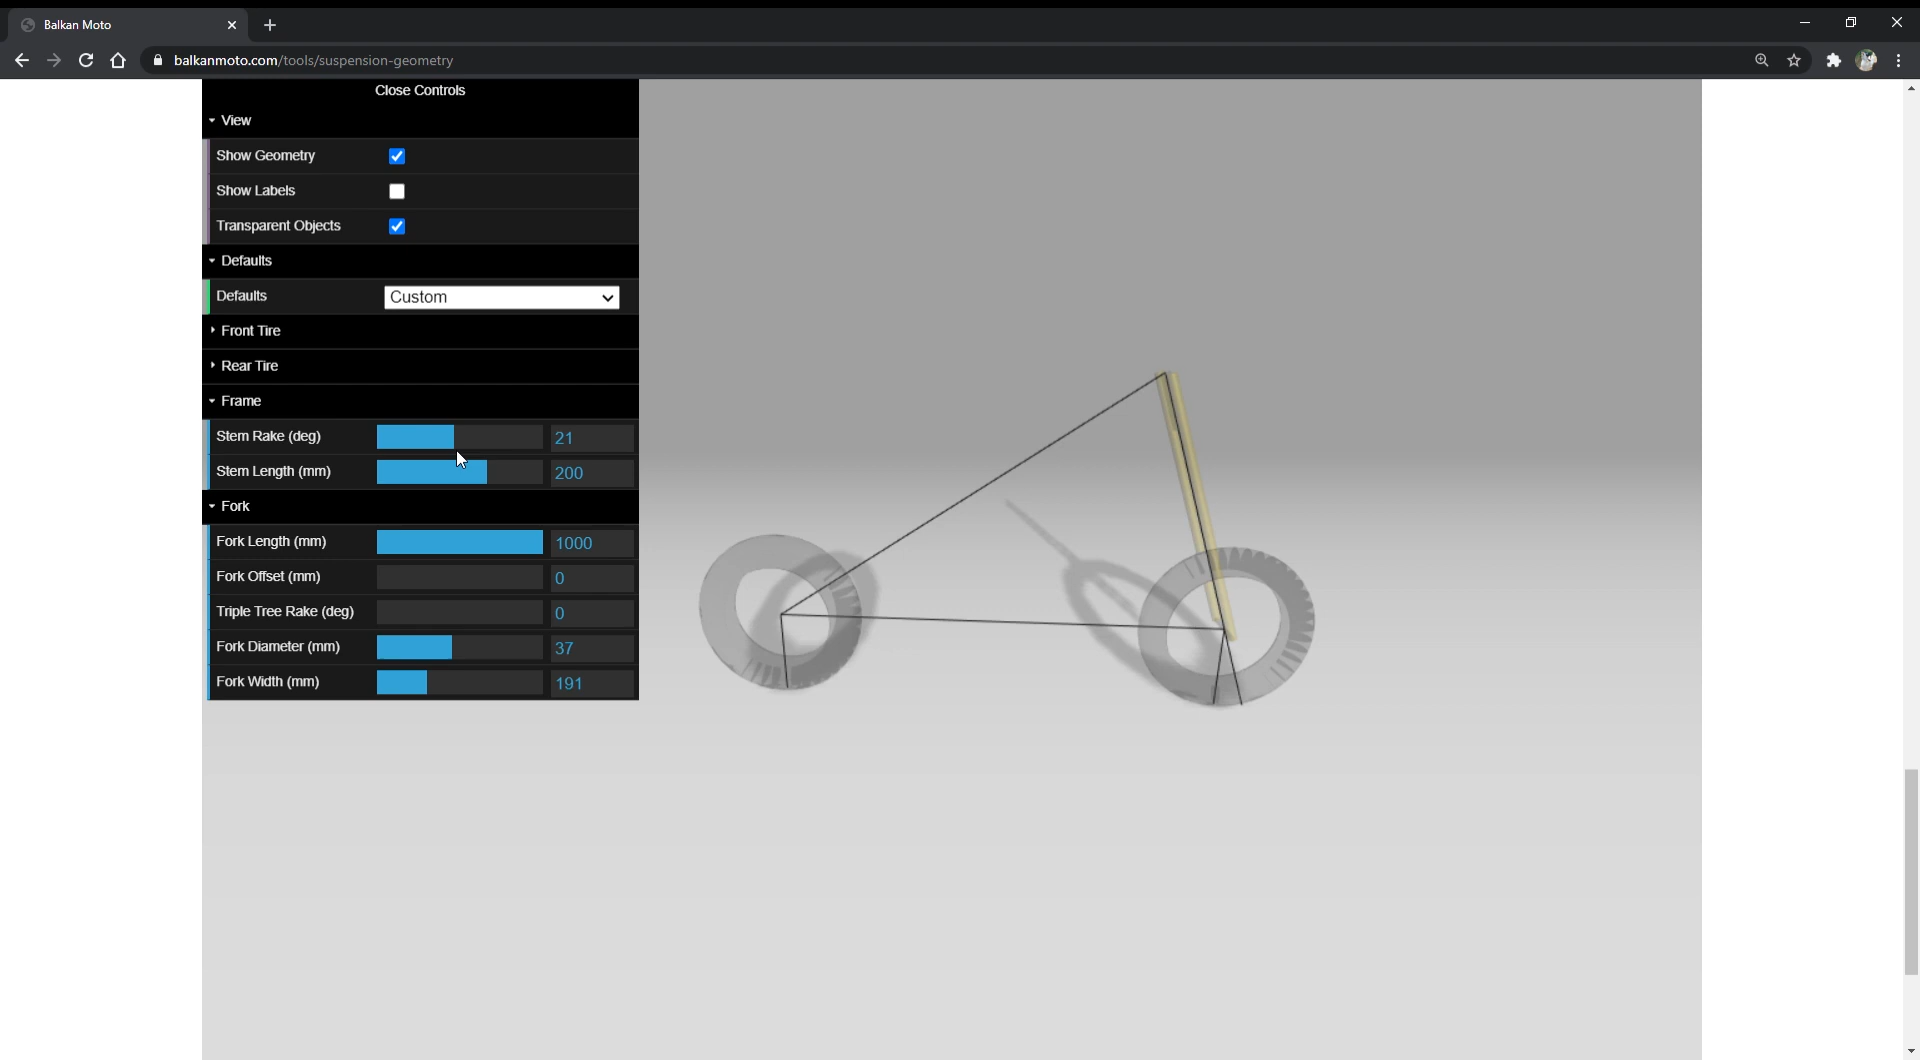 Balkan Moto
balkanmoto.com/tools/suspension-geometry
Close Controls
View
Show Geometry
Show Labels
Transparent Objects
Defaults
Defaults Custom
Front Tire
Rear Tire
Frame
Stem Rake (deg) 21
Stem Length (mm) 200
Fork
Fork Length (mm) 1000
Fork Offset (mm) 0
Triple Tree Rake (deg) 0
Fork Diameter (mm) 37
Fork Width (mm) 191